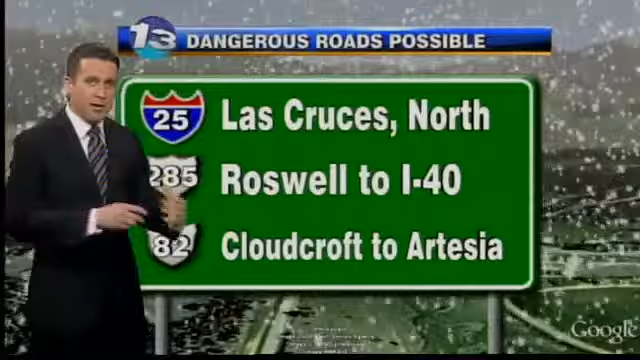 13 DANGEROUS ROADS POSSIBLE
25 Las Cruces, North
285 Roswell to I-40
82 Cloudcroft to Artesia
Google